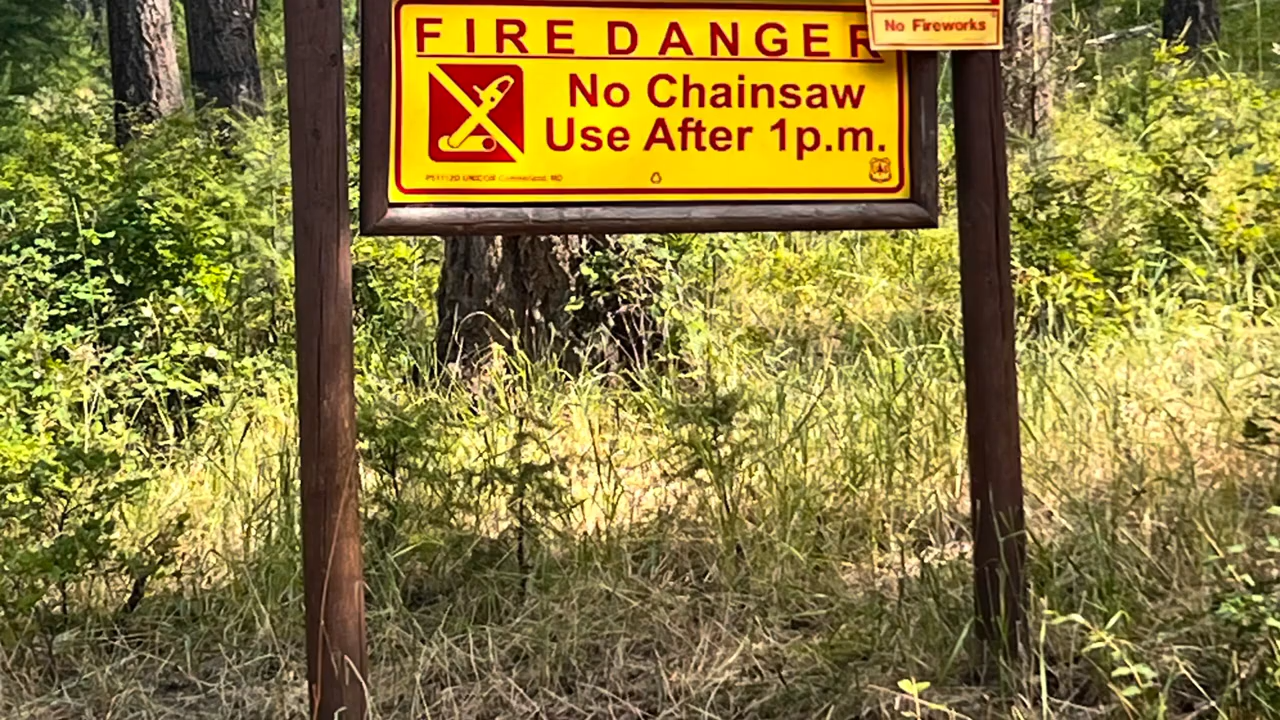 FIRE DANGER
No Fireworks
No Chainsaw
Use After 1p.m.